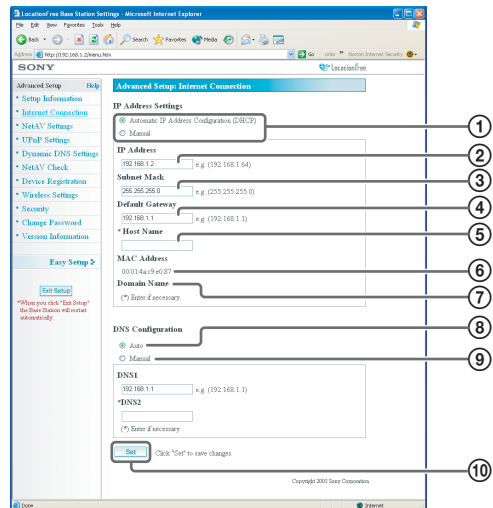 LocationFree Base Station Settings - Microsoft Internet Explorer
File Edit View Favorites Tools Help
Back Search Favorites Media
Address http://192.168.1.2/menu.htm Go Links » Norton Internet Security
SONY LocationFree
Advanced Setup Help
* Setup Information
* Internet Connection
* NetAV Settings
* UPnP Settings
* Dynamic DNS Settings
* NetAV Check
* Device Registration
* Wireless Settings
* Security
* Change Password
* Version Information
Easy Setup
Exit Setup
*When you click "Exit Setup"
the Base Station will restart
automatically.
Advanced Setup: Internet Connection
IP Address Settings
Automatic IP Address Configuration (DHCP)
Manual
1
IP Address
192.168.1.2 e.g. (192.168.1.64)
2
Subnet Mask
255.255.255.0 e.g. (255.255.255.0)
3
Default Gateway
192.168.1.1 e.g. (192.168.1.1)
4
* Host Name
5
MAC Address
00:01:4a:c9:e0:87
6
Domain Name
7
(*) Enter if necessary.
DNS Configuration
Auto
8
Manual
9
DNS1
192.168.1.1 e.g. (192.168.1.1)
*DNS2
(*) Enter if necessary.
Set Click "Set" to save changes.
10
Copyright 2005 Sony Corporation
Done Internet